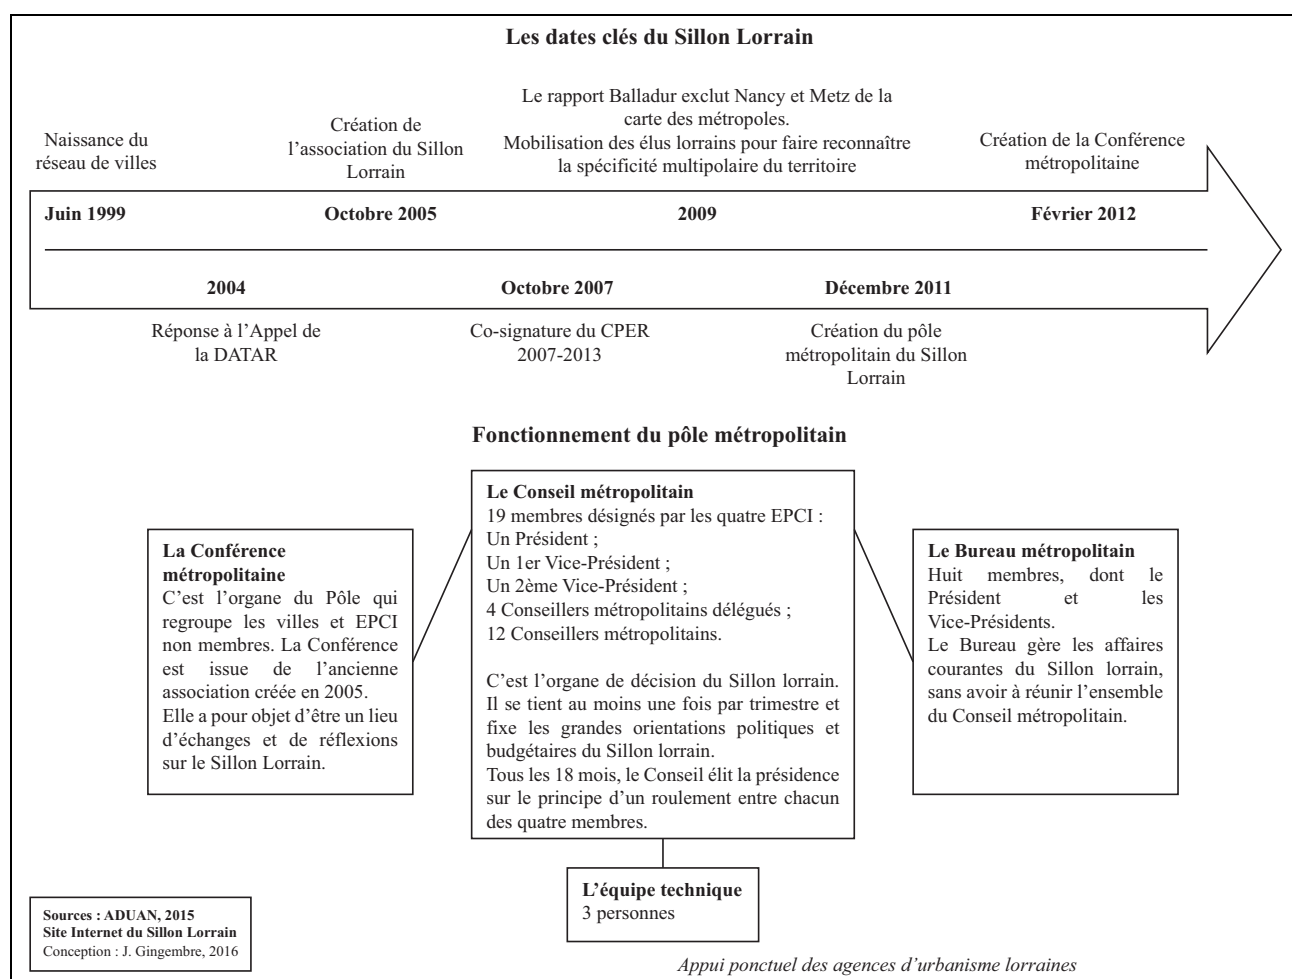 Les dates clés du Sillon Lorrain
Naissance du
réseau de villes
Création de
l'association du Sillon
Lorrain
Le rapport Balladur exclut Nancy et Metz de la
carte des métropoles.
Mobilisation des élus lorrains pour faire reconnaître
la spécificité multipolaire du territoire
Création de la Conférence
métropolitaine
Juin 1999
Octobre 2005
2009
Février 2012
2004
Octobre 2007
Décembre 2011
Réponse à l'Appel de
la DATAR
Co-signature du CPER
2007-2013
Création du pôle
métropolitain du Sillon
Lorrain
Fonctionnement du pôle métropolitain
La Conférence
métropolitaine
C'est l'organe du Pôle qui
regroupe les villes et EPCI
non membres. La Conférence
est issue de l'ancienne
association créée en 2005.
Elle a pour objet d'être un lieu
d'échanges et de réflexions
sur le Sillon Lorrain.
Le Conseil métropolitain
19 membres désignés par les quatre EPCI :
Un Président ;
Un 1er Vice-Président ;
Un 2ème Vice-Président ;
4 Conseillers métropolitains délégués ;
12 Conseillers métropolitains.
C'est l'organe de décision du Sillon lorrain.
Il se tient au moins une fois par trimestre et
fixe les grandes orientations politiques et
budgétaires du Sillon lorrain.
Tous les 18 mois, le Conseil élit la présidence
sur le principe d'un roulement entre chacun
des quatre membres.
Le Bureau métropolitain
Huit membres, dont le
Président et les
Vice-Présidents.
Le Bureau gère les affaires
courantes du Sillon lorrain,
sans avoir à réunir l'ensemble
du Conseil métropolitain.
L'équipe technique
3 personnes
Sources : ADUAN, 2015
Site Internet du Sillon Lorrain
Conception : J. Gingembre, 2016
Appui ponctuel des agences d'urbanisme lorraines